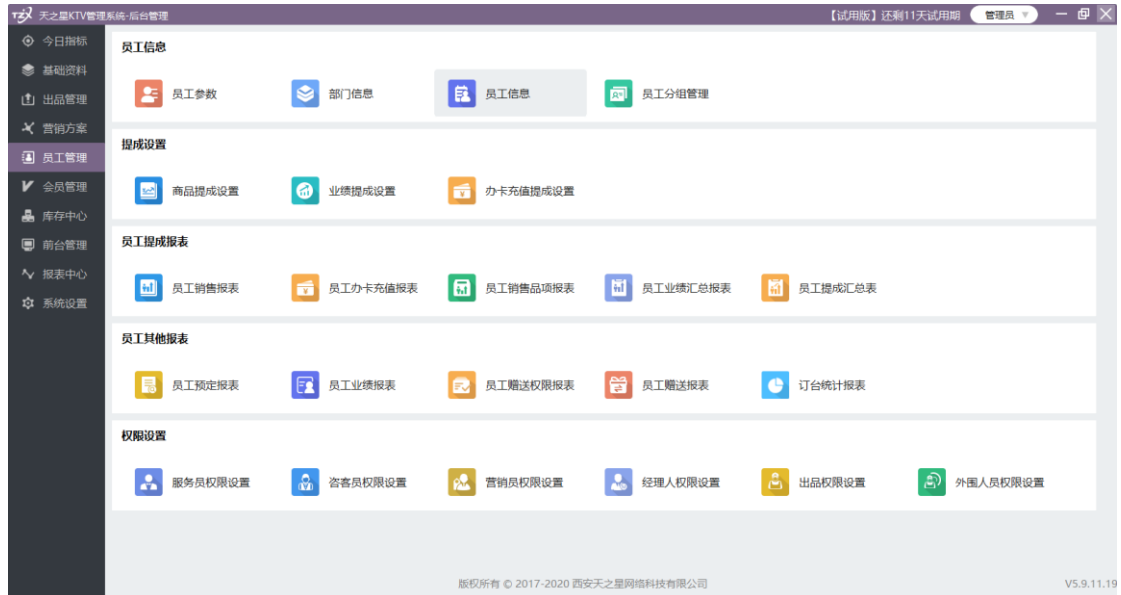 TZX 天之星KTV管理系统-后台管理 【试用版】还剩11天试用期 管理员
今日指标
基础资料
出品管理
营销方案
员工管理
会员管理
库存中心
前台管理
报表中心
系统设置
员工信息
员工参数 部门信息 员工信息 员工分组管理
提成设置
商品提成设置 业绩提成设置 办卡充值提成设置
员工提成报表
员工销售报表 员工办卡充值报表 员工销售品项报表 员工业绩汇总报表 员工提成汇总表
员工其他报表
员工预定报表 员工业绩报表 员工赠送权限报表 员工赠送报表 订台统计报表
权限设置
服务员权限设置 咨客员权限设置 营销员权限设置 经理人权限设置 出品权限设置 外围人员权限设置
版权所有 © 2017-2020 西安天之星网络科技有限公司 V5.9.11.19